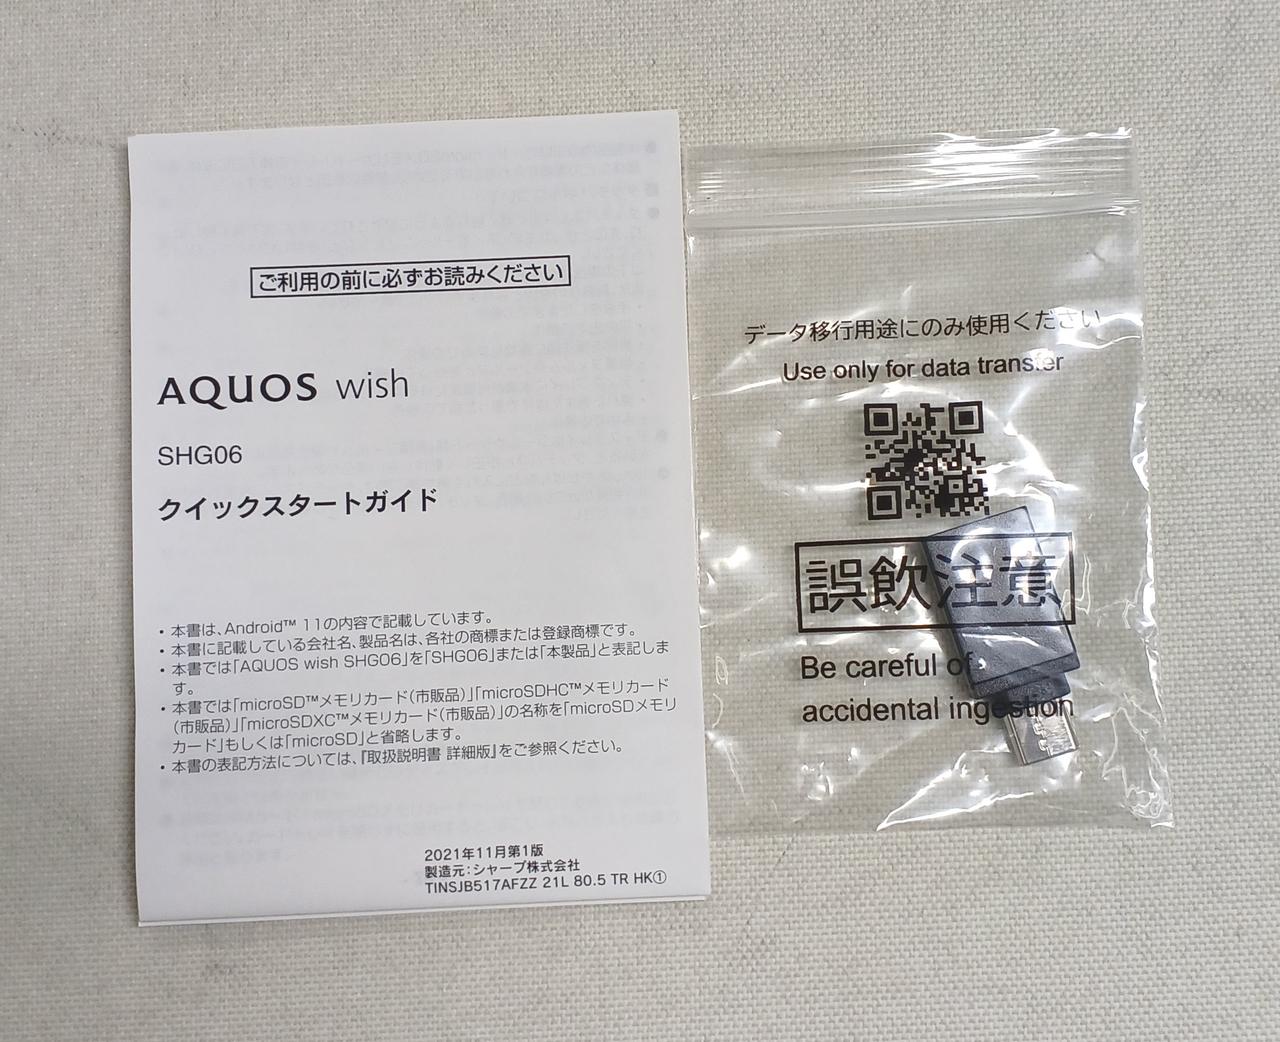 ご利用の前に必ずお読みください
AQUOS wish
SHG06
クイックスタートガイド
・本書は、Android™ 11の内容で記載しています。
・本書に記載している会社名、製品名は、各社の商標または登録商標です。
・本書では「AQUOS wish SHG06」を「SHG06」または「本製品」と表記しま
す。
・本書では「microSD™メモリカード(市販品)」「microSDHC™メモリカード
(市販品)」「microSDXC™メモリカード(市販品)」の名称を「microSDメモリ
カード」もしくは「microSD」と省略します。
・本書の表記方法については、『取扱説明書 詳細版』をご参照ください。
2021年11月第1版
製造元:シャープ株式会社
TINSJB517AFZZ 21L 80.5 TR HK①
データ移行用途にのみ使用ください
Use only for data transfer
誤飲注意
Be careful of
accidental ingestion